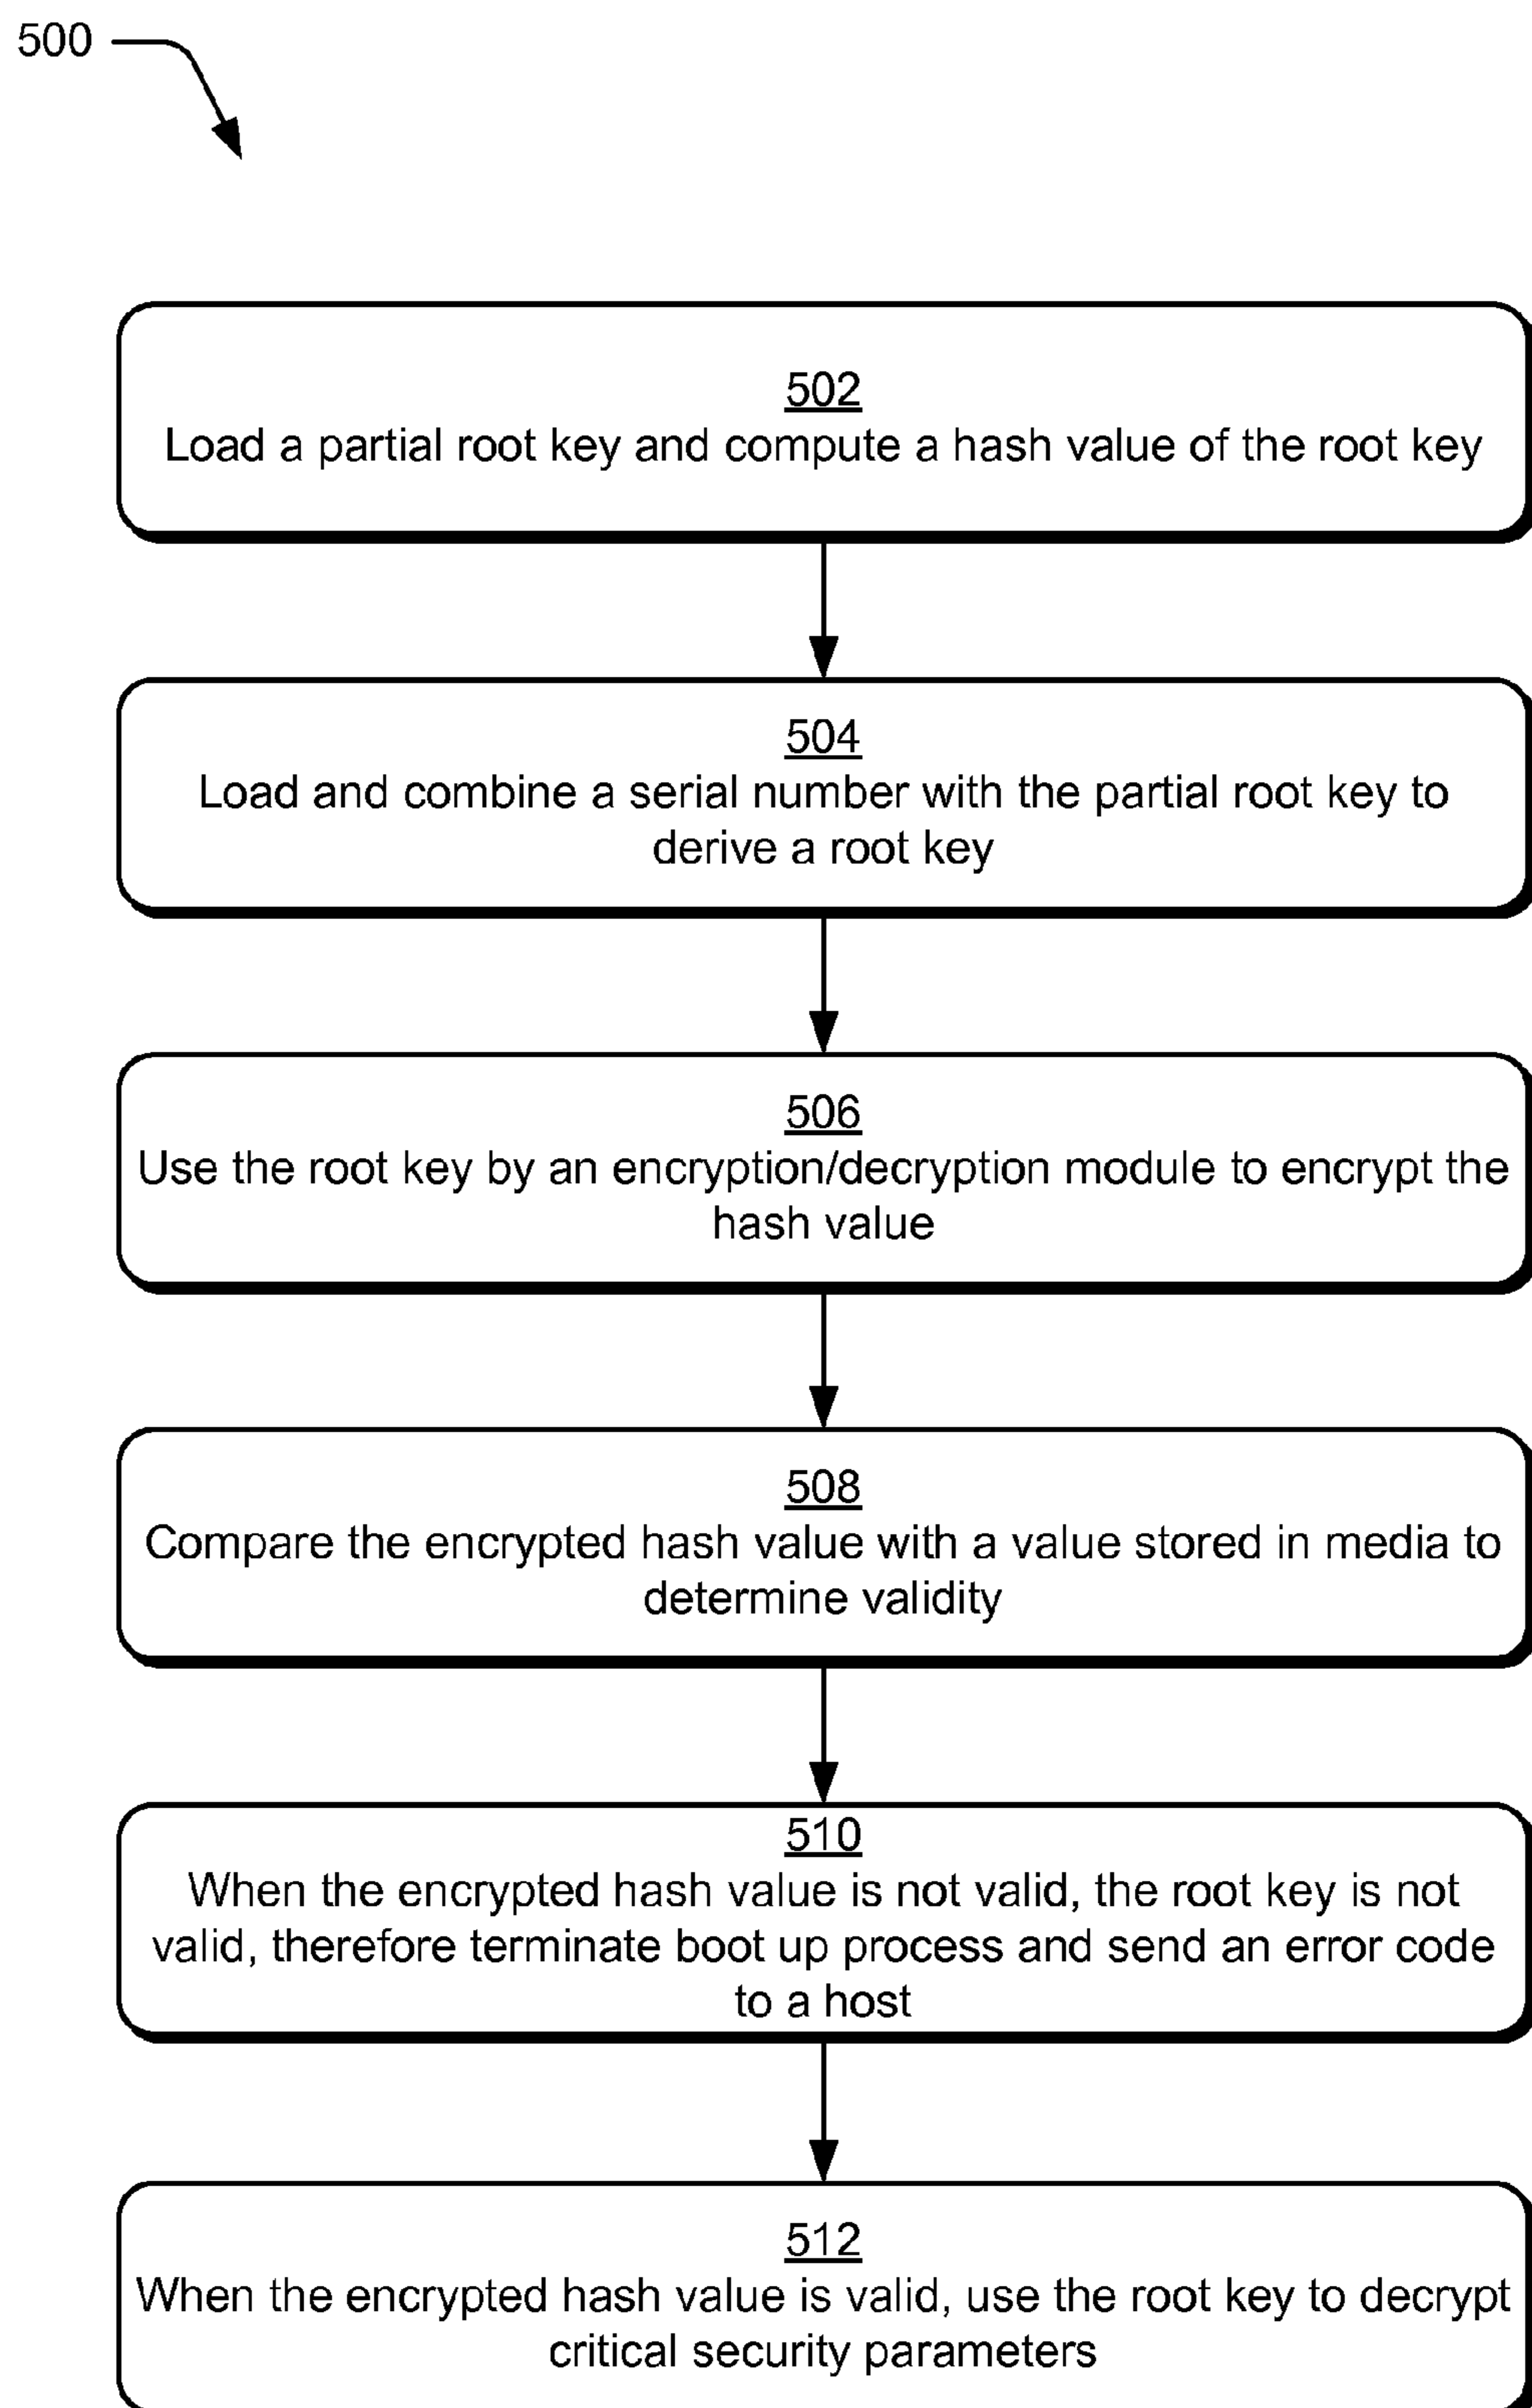 500
502
Load a partial root key and compute a hash value of the root key
504
Load and combine a serial number with the partial root key to
derive a root key
506
Use the root key by an encryption/decryption module to encrypt the
hash value
508
Compare the encrypted hash value with a value stored in media to
determine validity
510
When the encrypted hash value is not valid, the root key is not
valid, therefore terminate boot up process and send an error code
to a host
512
When the encrypted hash value is valid, use the root key to decrypt
critical security parameters